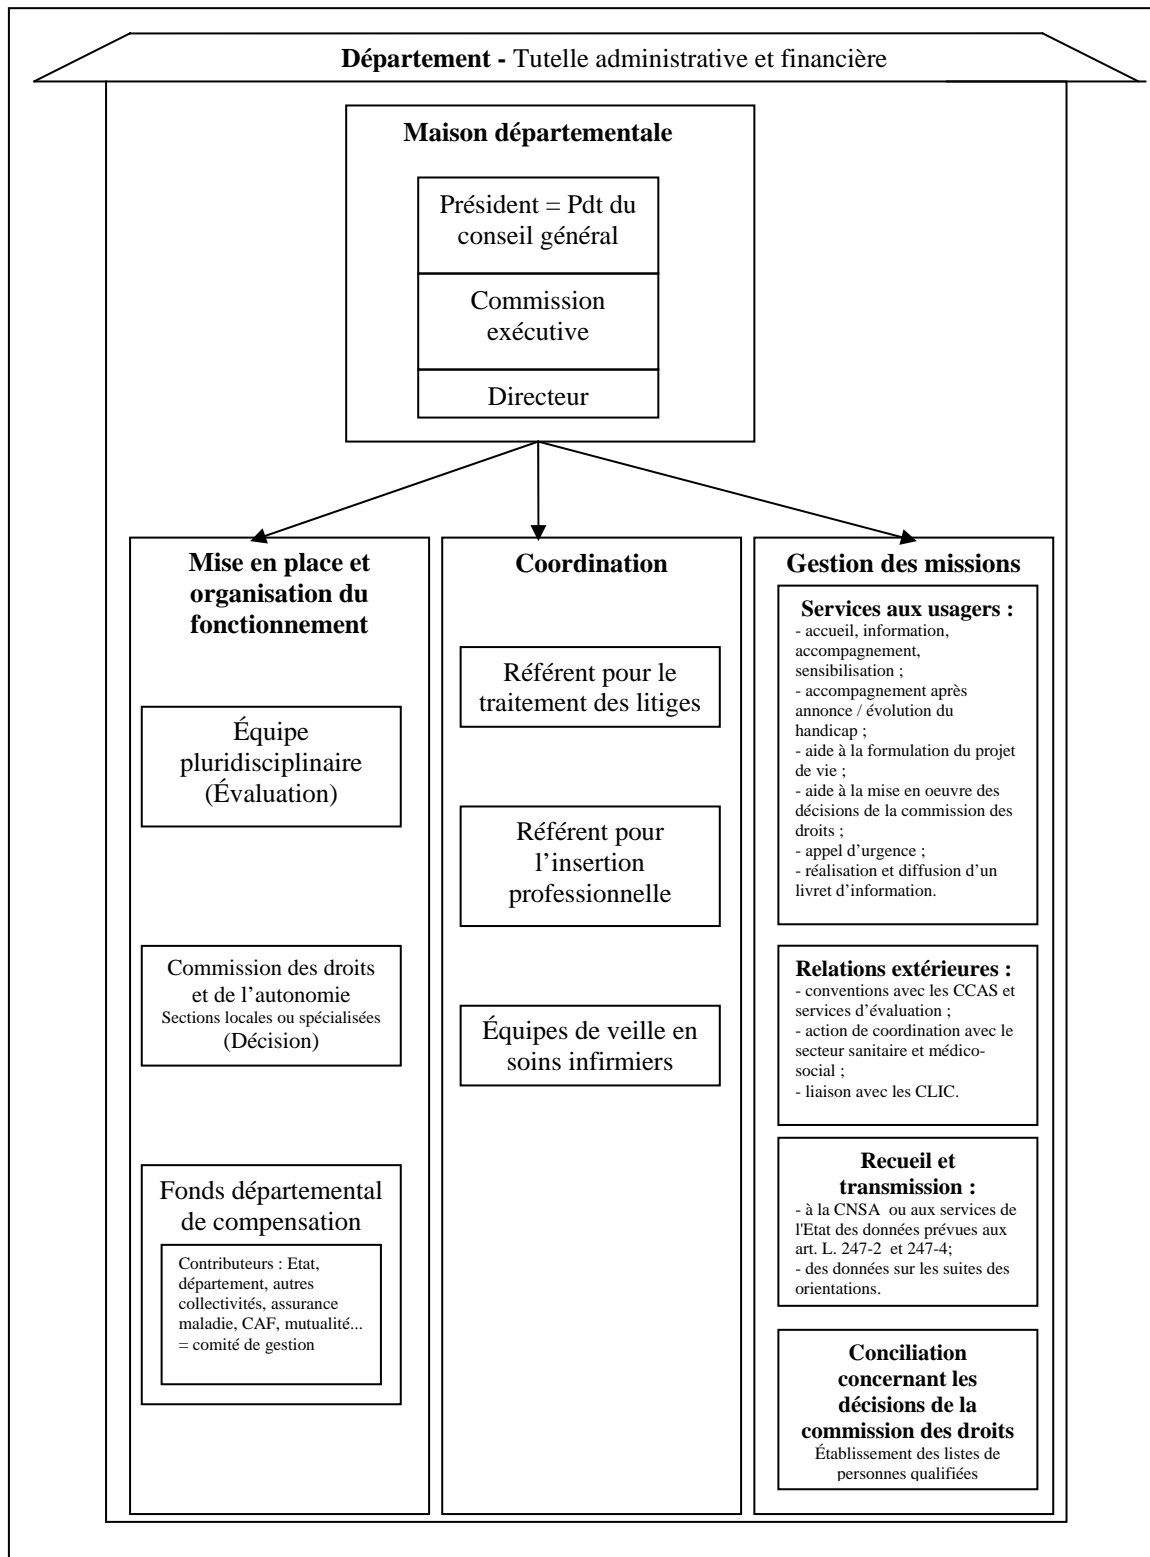 Département - Tutelle administrative et financière
Maison départementale
Président = Pdt du
conseil général
Commission
exécutive
Directeur
Mise en place et
organisation du
fonctionnement
Équipe
pluridisciplinaire
(Évaluation)
Commission des droits
et de l’autonomie
Sections locales ou spécialisées
(Décision)
Fonds départemental
de compensation
Contributeurs : Etat,
département, autres
collectivités, assurance
maladie, CAF, mutualité...
= comité de gestion
Coordination
Référent pour le
traitement des litiges
Référent pour
l’insertion
professionnelle
Équipes de veille en
soins infirmiers
Gestion des missions
Services aux usagers :
- accueil, information,
accompagnement,
sensibilisation ;
- accompagnement après
annonce / évolution du
handicap ;
- aide à la formulation du projet
de vie ;
- aide à la mise en oeuvre des
décisions de la commission des
droits ;
- appel d’urgence ;
- réalisation et diffusion d’un
livret d’information.
Relations extérieures :
- conventions avec les CCAS et
services d’évaluation ;
- action de coordination avec le
secteur sanitaire et médico-
social ;
- liaison avec les CLIC.
Recueil et
transmission :
- à la CNSA ou aux services de
l'Etat des données prévues aux
art. L. 247-2 et 247-4;
- des données sur les suites des
orientations.
Conciliation
concernant les
décisions de la
commission des droits
Établissement des listes de
personnes qualifiées